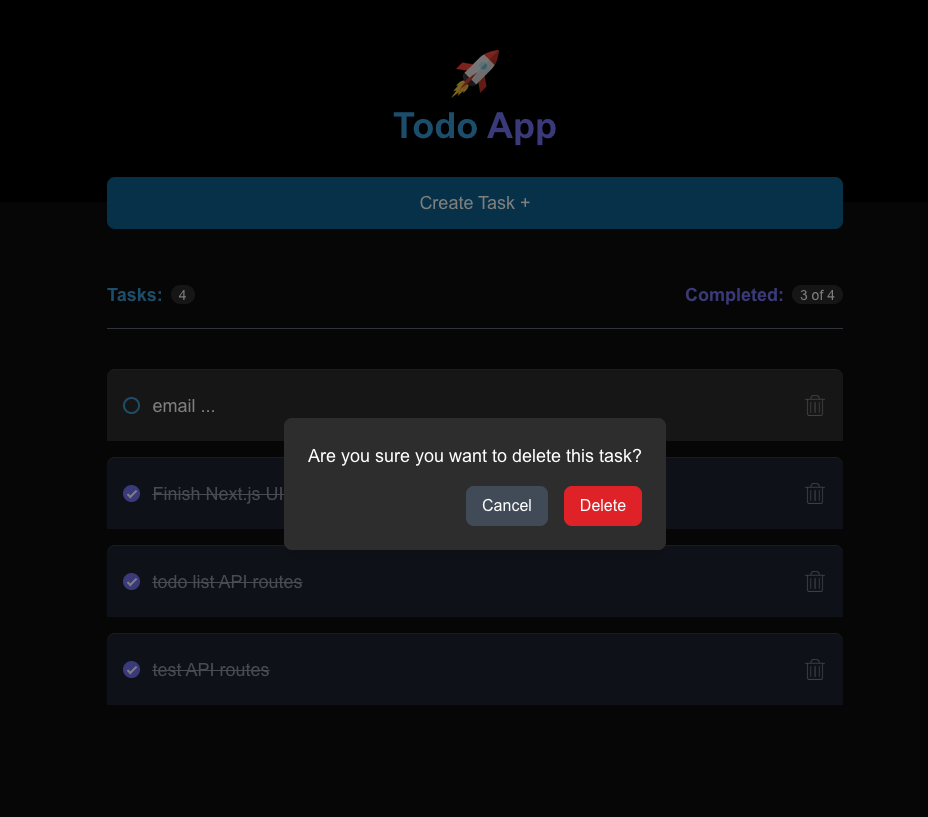 Todo App
Create Task +
Tasks: 4
Completed: 3 of 4
email ...
Are you sure you want to delete this task?
Finish Next.js UI
Cancel
Delete
todo list API routes
test API routes